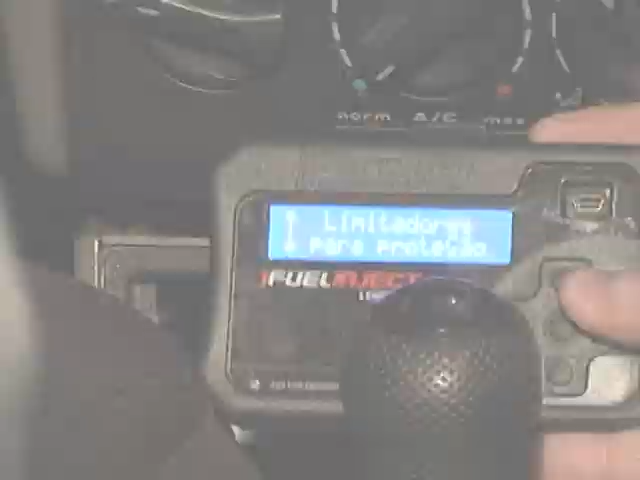 norm A/C max
Limitadores
para proteção
FUELINJECT